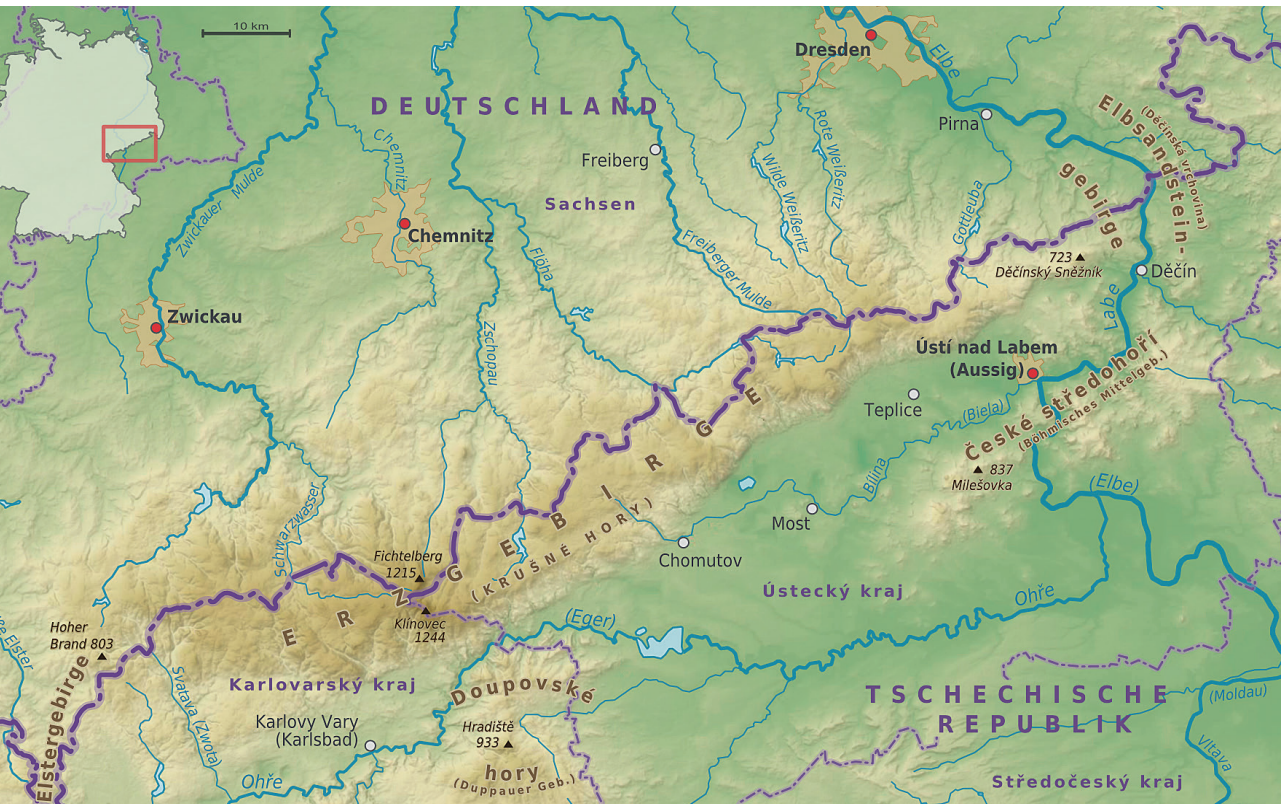 10 km
Dresden
Elbe
DEUTSCHLAND
Pirna
Elbsandstein-
gebirge
(Děčínská vrchovina)
Chemnitz
Freiberg
Rote Weißeritz
Wilde Weißeritz
Zwickauer Mulde
Sachsen
Gottleuba
Chemnitz
Flöha
Freiberger Mulde
723
Děčínský Sněžník
Děčín
Labe
Zwickau
Zschopau
Ústí nad Labem
(Aussig)
České středohoří
(Böhmisches Mittelgeb.)
Teplice
(Biela)
Bílina
837
Milešovka
(Elbe)
Schwarzwasser
Most
Chomutov
ERZGEBIRGE
(KRUŠNÉ HORY)
Fichtelberg
1215
Klínovec
1244
Ústecký kraj
Ohře
(Eger)
Hoher
Brand 803
Elster
Elstergebirge
Svatava (Zwota)
Karlovarský kraj
Doupovské
hory
(Duppauer Geb.)
Hradiště
933
Karlovy Vary
(Karlsbad)
Ohře
TSCHECHISCHE
REPUBLIK
(Moldau)
Vltava
Středočeský kraj